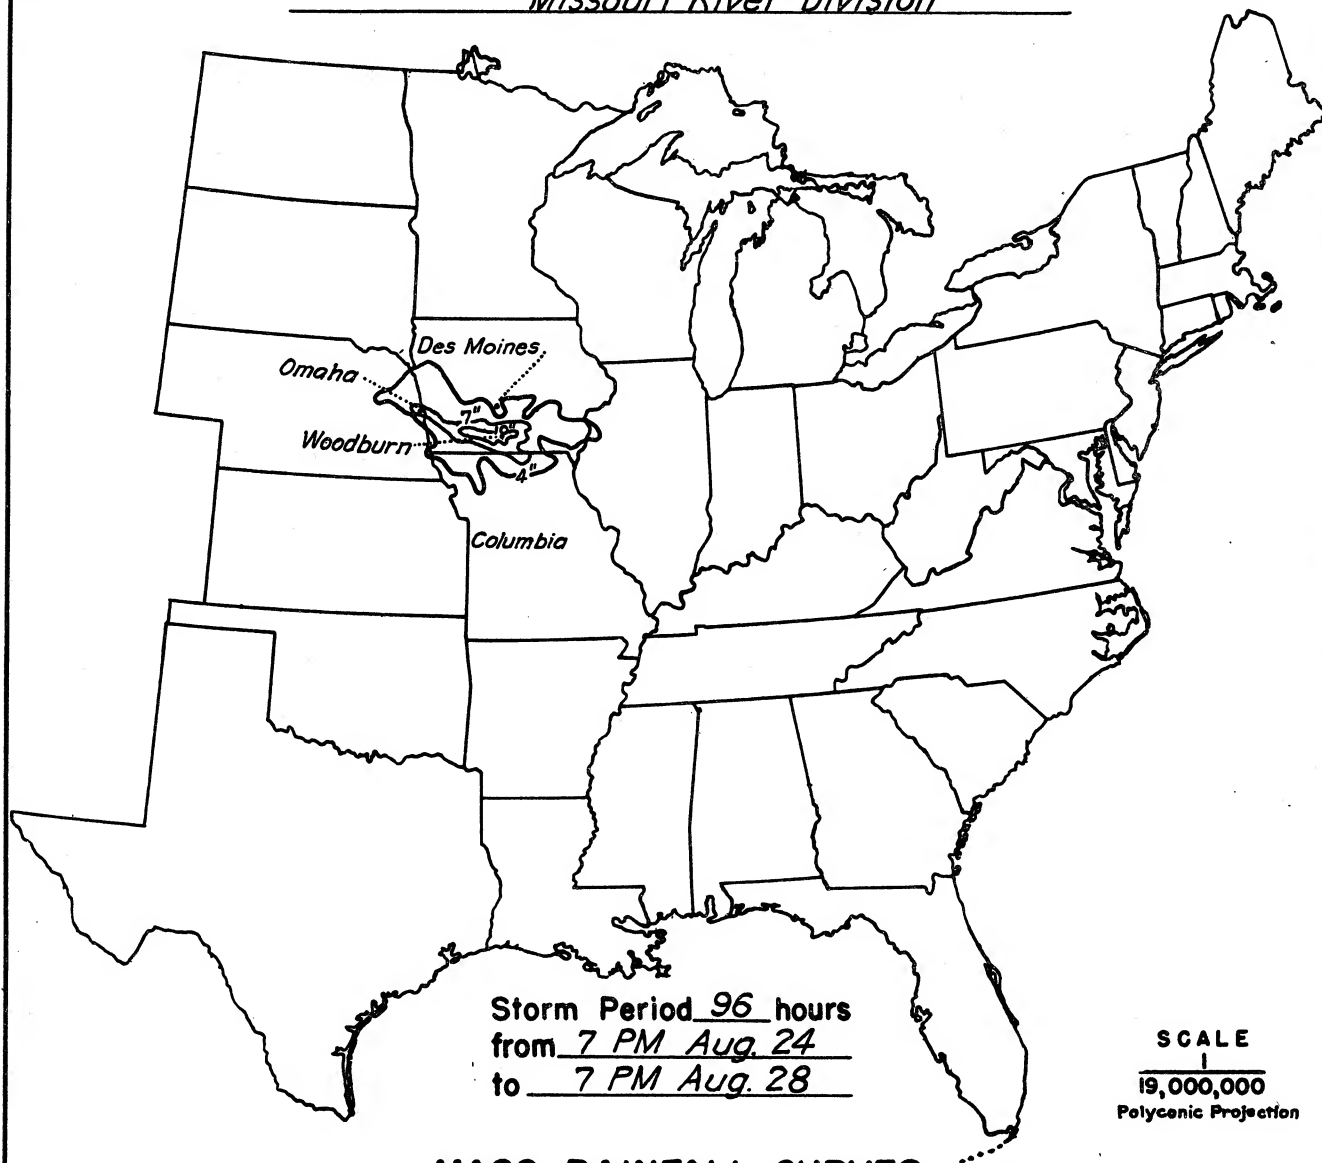 Missouri River Division
Des Moines
Omaha
7"
10"
Woodburn
4"
Columbia
Storm Period 96 hours
from 7 PM Aug. 24
to 7 PM Aug. 28
SCALE
1
19,000,000
Polyconic Projection
MASS RAINFALL CURVES